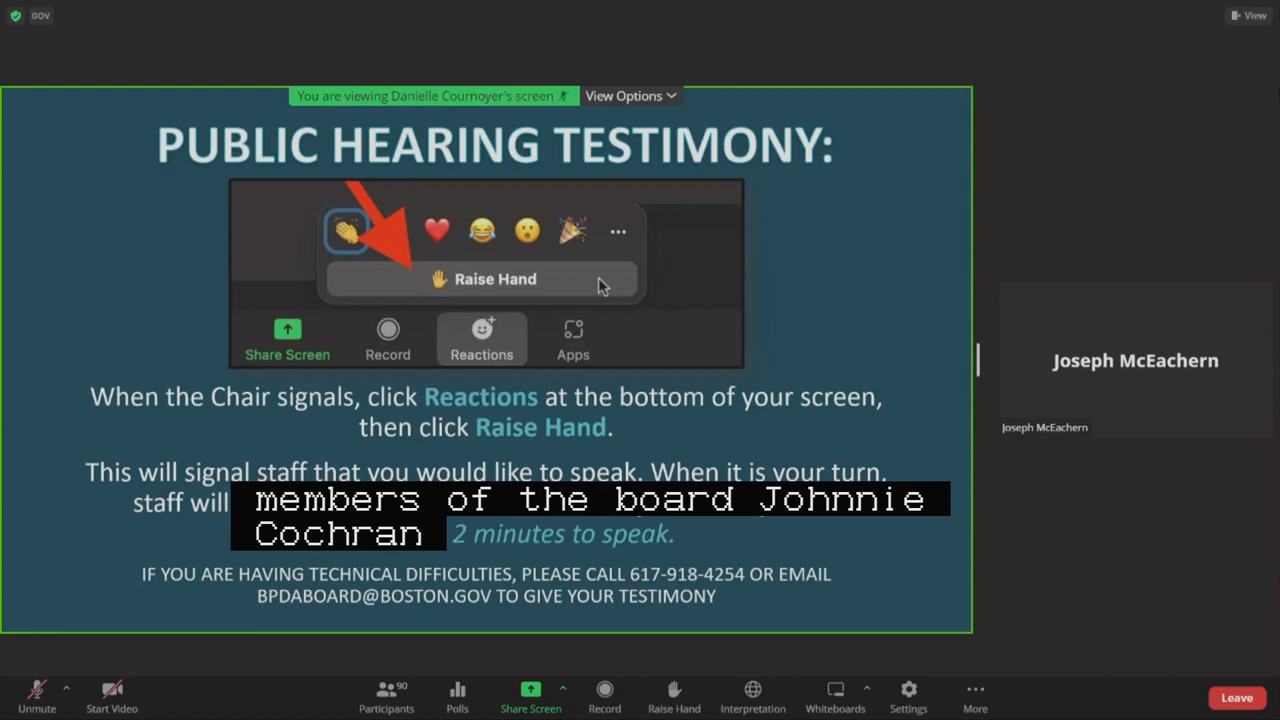 GOV
View
You are viewing Danielle Cournoyer's screen
View Options
PUBLIC HEARING TESTIMONY:
Raise Hand
Share Screen
Record
Reactions
Apps
When the Chair signals, click Reactions at the bottom of your screen,
then click Raise Hand.
This will signal staff that you would like to speak. When it is your turn,
staff will
members of the board Johnnie
Cochran
2 minutes to speak.
IF YOU ARE HAVING TECHNICAL DIFFICULTIES, PLEASE CALL 617-918-4254 OR EMAIL
BPDABOARD@BOSTON.GOV TO GIVE YOUR TESTIMONY
Joseph McEachern
Joseph McEachern
Unmute
Start Video
90
Participants
Polls
Share Screen
Record
Raise Hand
Interpretation
Whiteboards
Settings
More
Leave